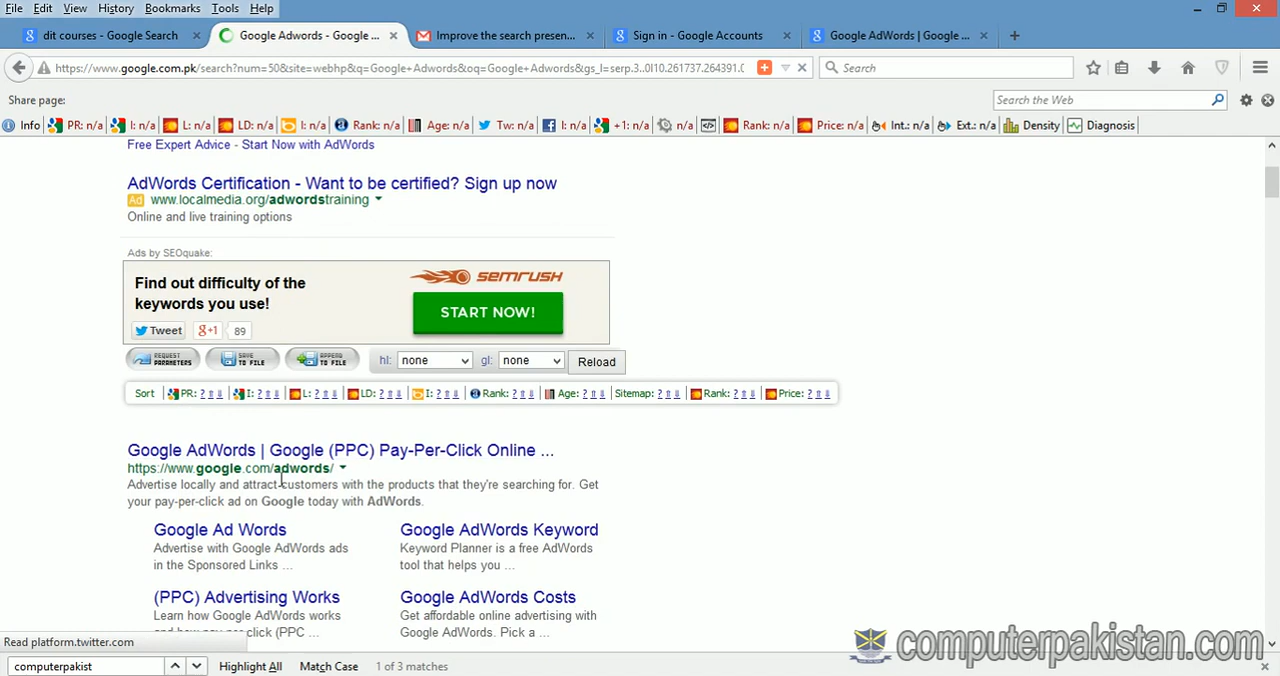 File Edit View History Bookmarks Tools Help
dit courses - Google Search
Google Adwords - Google ...
Improve the search presen...
Sign in - Google Accounts
Google AdWords | Google ...
https://www.google.com.pk/search?num=50&site=webhp&q=Google+Adwords&oq=Google+Adwords&gs_l=serp.3..0l10.261737.264391.0
Search
Share page:
Search the Web
Info PR: n/a I: n/a L: n/a LD: n/a I: n/a Rank: n/a Age: n/a Tw: n/a I: n/a +1: n/a n/a Rank: n/a Price: n/a Int.: n/a Ext.: n/a Density Diagnosis
Free Expert Advice - Start Now with AdWords
AdWords Certification - Want to be certified? Sign up now
Ad www.localmedia.org/adwordstraining
Online and live training options
Ads by SEOquake:
Find out difficulty of the
keywords you use!
SEMRUSH
START NOW!
Tweet g+1 89
REQUEST PARAMETERS SAVE TO FILE APPEND TO FILE hl: none gl: none Reload
Sort PR: ? I: ? L: ? LD: ? I: ? Rank: ? Age: ? Sitemap: ? Rank: ? Price: ?
Google AdWords | Google (PPC) Pay-Per-Click Online ...
https://www.google.com/adwords/
Advertise locally and attract customers with the products that they're searching for. Get
your pay-per-click ad on Google today with AdWords.
Google Ad Words
Advertise with Google AdWords ads
in the Sponsored Links ...
Google AdWords Keyword
Keyword Planner is a free AdWords
tool that helps you ...
(PPC) Advertising Works
Learn how Google AdWords works
and how pay per click (PPC ...
Google AdWords Costs
Get affordable online advertising with
Google AdWords. Pick a ...
Read platform.twitter.com
computerpakistan.com
computerpakist Highlight All Match Case 1 of 3 matches